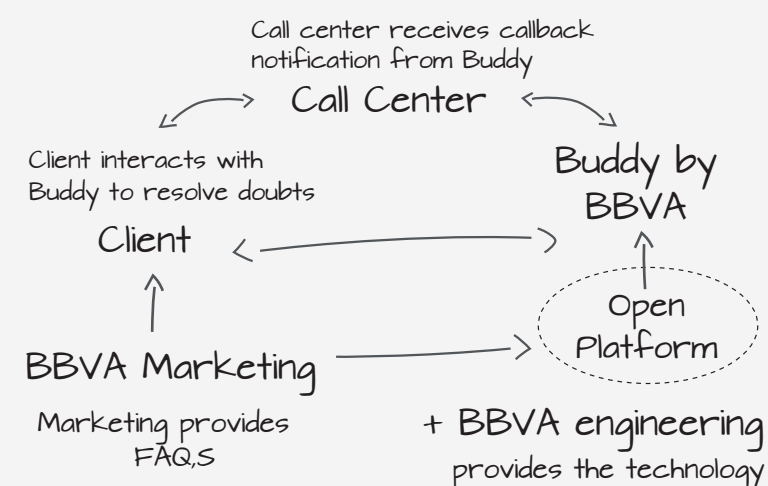 Call center receives callback
notification from Buddy
Call Center
Client interacts with
Buddy to resolve doubts
Client
Buddy by
BBVA
Open
Platform
BBVA Marketing
Marketing provides
FAQ,S
+ BBVA engineering
provides the technology